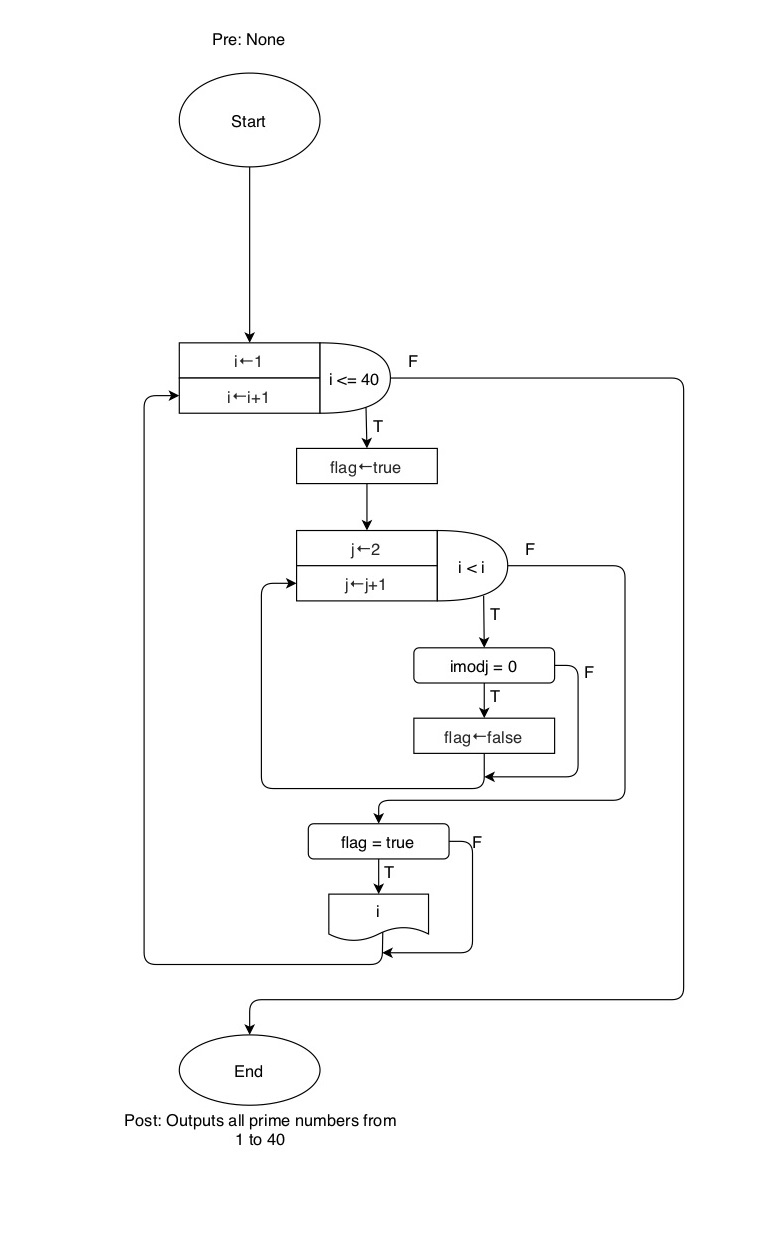 Pre: None
Start
i←1
i←i+1
i <= 40
F
T
flag←true
j←2
j←j+1
i < i
F
T
imodj = 0
F
T
flag←false
flag = true
F
T
i
End
Post: Outputs all prime numbers from
1 to 40